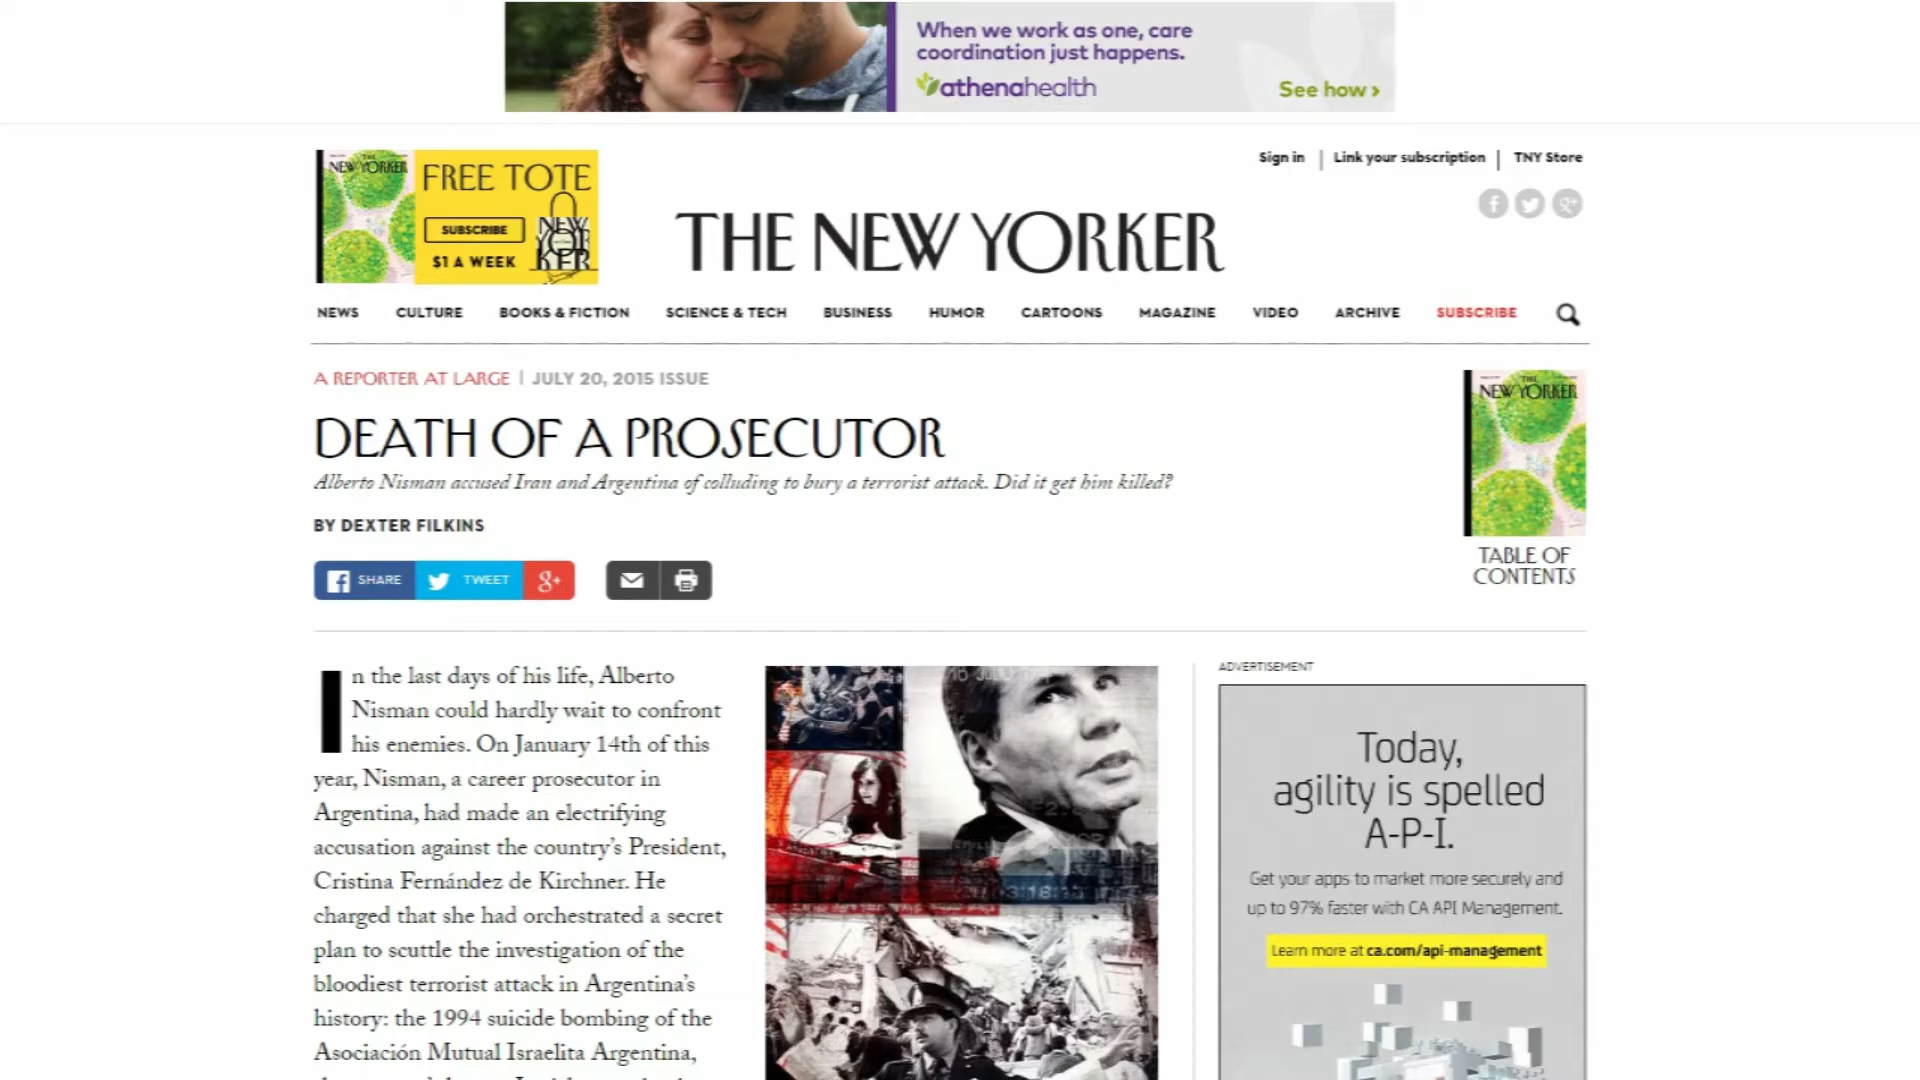 When we work as one, care
coordination just happens.
athenahealth
See how ›
THE
NEW YORKER
FREE TOTE
SUBSCRIBE
$1 A WEEK
NEW
YOR
KER
Sign in | Link your subscription | TNY Store
THE NEW YORKER
NEWS CULTURE BOOKS & FICTION SCIENCE & TECH BUSINESS HUMOR CARTOONS MAGAZINE VIDEO ARCHIVE SUBSCRIBE
A REPORTER AT LARGE | JULY 20, 2015 ISSUE
DEATH OF A PROSECUTOR
Alberto Nisman accused Iran and Argentina of colluding to bury a terrorist attack. Did it get him killed?
BY DEXTER FILKINS
SHARE TWEET g+
THE
NEW YORKER
TABLE OF
CONTENTS
In the last days of his life, Alberto
Nisman could hardly wait to confront
his enemies. On January 14th of this
year, Nisman, a career prosecutor in
Argentina, had made an electrifying
accusation against the country's President,
Cristina Fernández de Kirchner. He
charged that she had orchestrated a secret
plan to scuttle the investigation of the
bloodiest terrorist attack in Argentina's
history: the 1994 suicide bombing of the
Asociación Mutual Israelita Argentina,
ADVERTISEMENT
Today,
agility is spelled
A-P-I.
Get your apps to market more securely and
up to 97% faster with CA API Management.
Learn more at ca.com/api-management